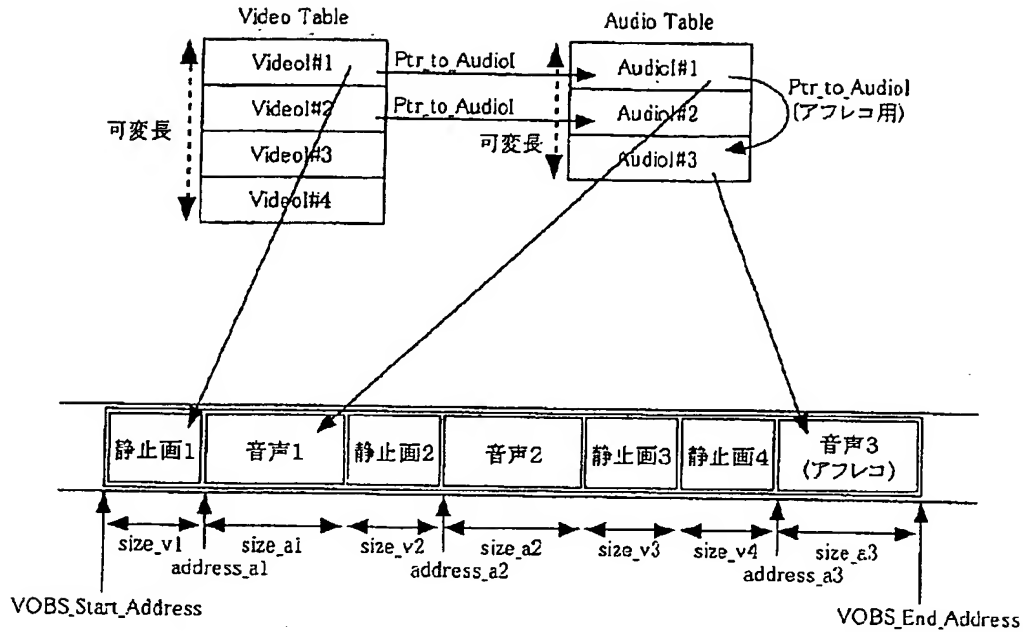 Video Table
Audio Table
VideoI#1
VideoI#2
VideoI#3
VideoI#4
可変長
Ptr_to_AudioI
Ptr_to_AudioI
AudioI#1
AudioI#2
AudioI#3
可変長
Ptr_to_AudioI
(アフレコ用)
静止画1
音声1
静止画2
音声2
静止画3
静止画4
音声3
(アフレコ)
size_v1
size_a1
size_v2
size_a2
size_v3
size_v4
size_a3
address_a1
address_a2
address_a3
VOBS_Start_Address
VOBS_End_Address